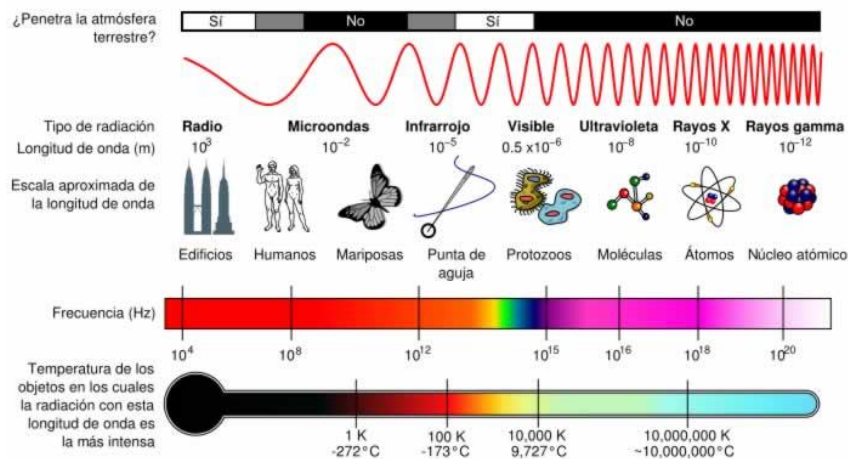 ¿Penetra la atmósfera
terrestre?
Sí No Sí No
Tipo de radiación Radio Microondas Infrarrojo Visible Ultravioleta Rayos X Rayos gamma
Longitud de onda (m) 10³ 10⁻² 10⁻⁵ 0.5 x10⁻⁶ 10⁻⁸ 10⁻¹⁰ 10⁻¹²
Escala aproximada de
la longitud de onda
Edificios Humanos Mariposas Punta de
aguja Protozoos Moléculas Átomos Núcleo atómico
Frecuencia (Hz)
10⁴ 10⁸ 10¹² 10¹⁵ 10¹⁶ 10¹⁸ 10²⁰
Temperatura de los
objetos en los cuales
la radiación con esta
longitud de onda es
la más intensa
1 K 100 K 10,000 K 10,000,000 K
-272°C -173°C 9,727°C ~10,000,000°C